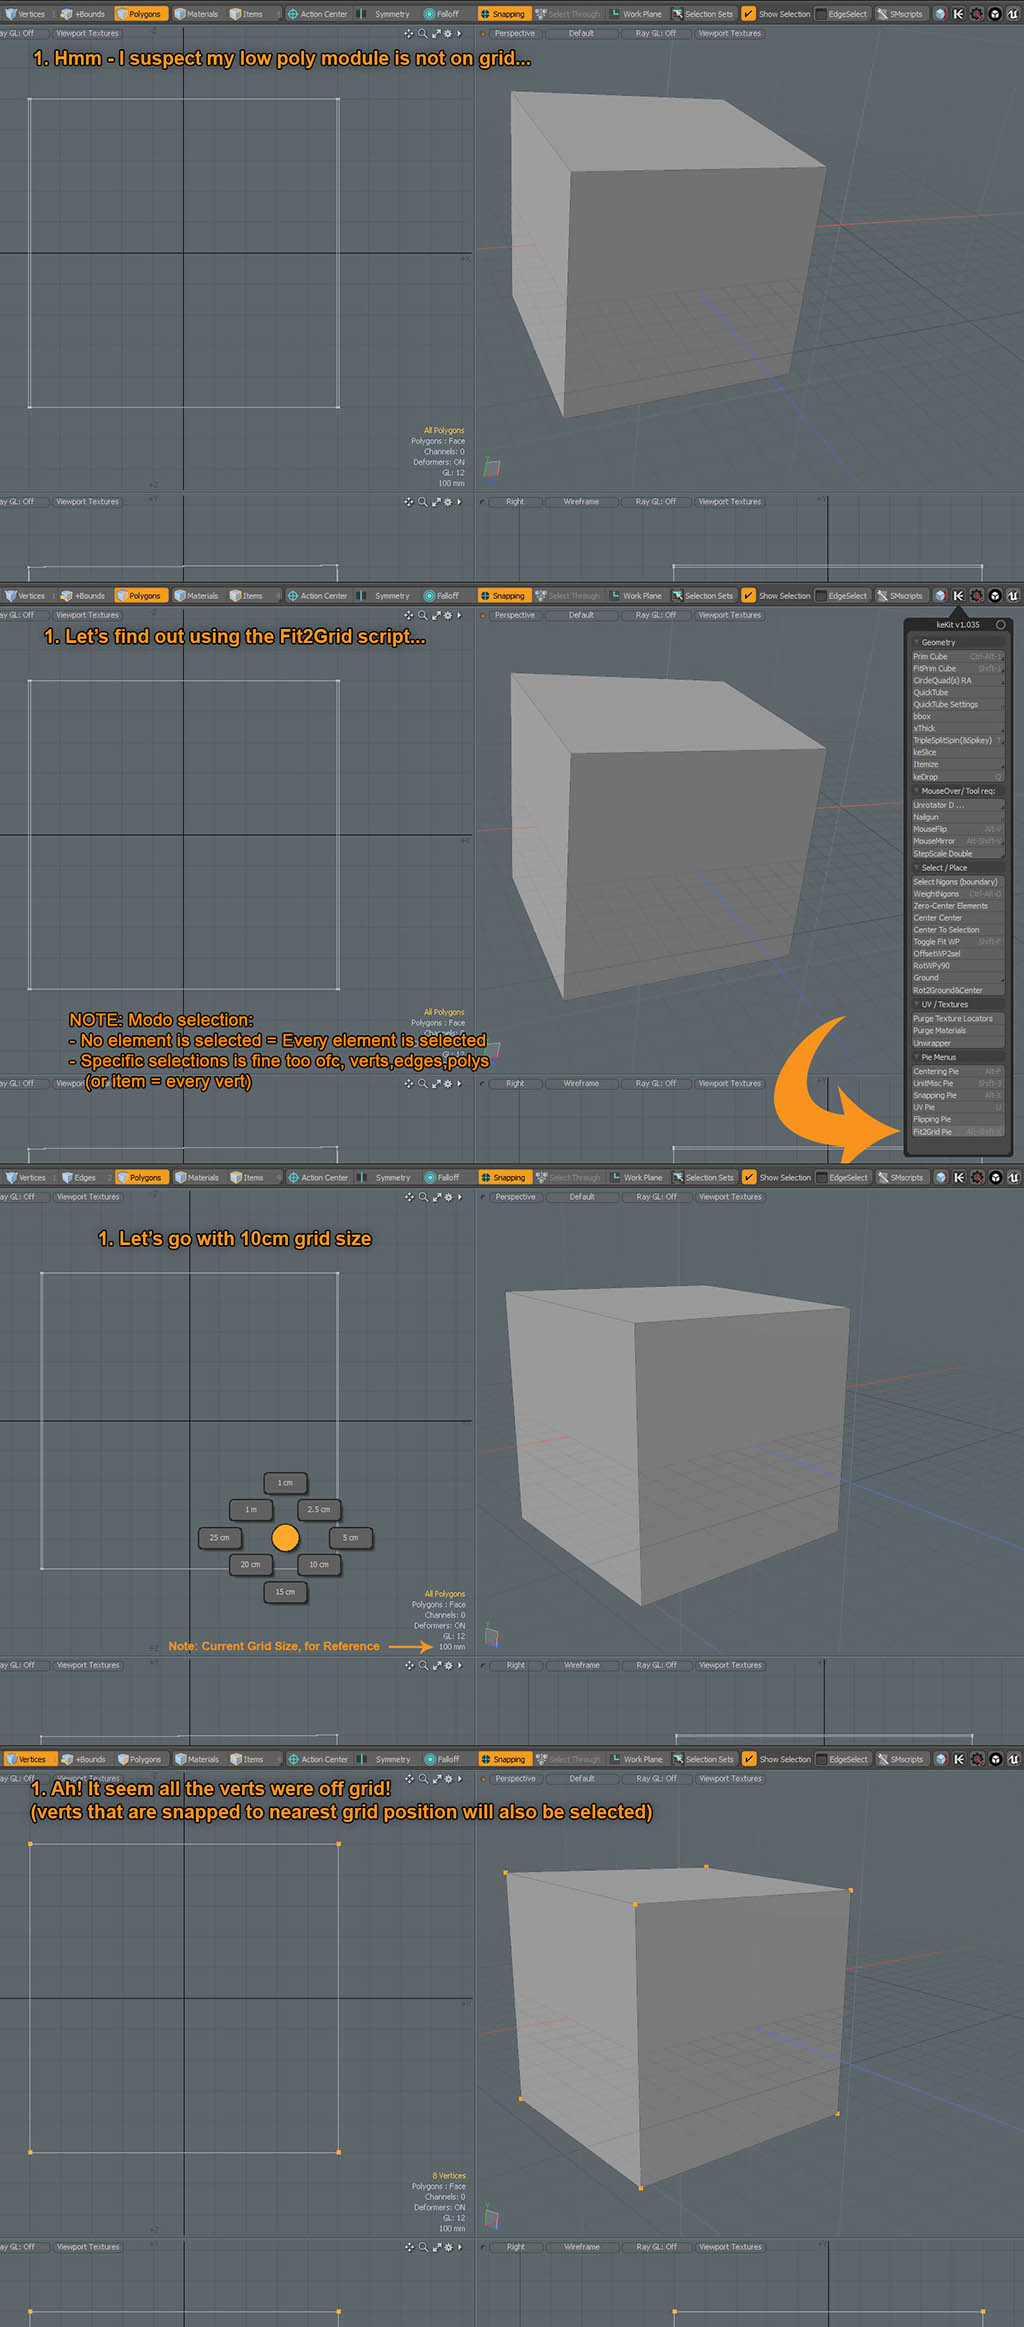 Vertices +Bounds Polygons Materials Items Action Center Symmetry Falloff Snapping Select Through Work Plane Selection Sets Show Selection EdgeSelect SMscripts
ay GL: Off Viewport Textures Perspective Default Ray GL: Off Viewport Textures
1. Hmm - I suspect my low poly module is not on grid...
+X
All Polygons
Polygons : Face
Channels: 0
Deformers: ON
GL: 12
100 mm
+Z
ay GL: Off Viewport Textures +Y Right Wireframe Ray GL: Off Viewport Textures
Vertices +Bounds Polygons Materials Items Action Center Symmetry Falloff Snapping Select Through Work Plane Selection Sets Show Selection EdgeSelect SMscripts
ay GL: Off Viewport Textures Perspective Default Ray GL: Off Viewport Textures
1. Let's find out using the Fit2Grid script...
keKit v1.035
Geometry
Prim Cube Ctrl-Alt-1
FitPrim Cube Shift-1
CircleQuad(s) RA
QuickTube
QuickTube Settings
bbox
xThick
TripleSplitSpin(&Spikey) T
keSlice
Itemize
keDrop Q
MouseOver/ Tool req:
Unrotator D ...
Nailgun
MouseFlip Alt-V
MouseMirror Alt-Shift-V
StepScale Double
Select / Place
Select Ngons (boundary)
WeightNgons
Zero-Center Elements
Center Center
Center To Selection
Toggle Fit WP Shift-F
OffsetWP2sel
RotWPy90
Ground
Rot2Ground&Center
UV / Textures
Purge Texture Locators
Purge Materials
Unwrapper
Pie Menus
Centering Pie Alt-P
UnitMisc Pie Shift-3
Snapping Pie Alt-X
UV Pie U
Flipping Pie
Fit2Grid Pie Alt-Shift-X
+X
All Polygons
Polygons : Face
Channels: 0
NOTE: Modo selection:
- No element is selected = Every element is selected
- Specific selections is fine too ofc, verts,edges,polys
(or item = every vert)
ay GL: Off Viewport Textures +Y Right Wireframe Ray GL: Off Viewport Textures
Vertices 1 Edges 2 Polygons Materials Items Action Center Symmetry Falloff Snapping Select Through Work Plane Selection Sets Show Selection EdgeSelect SMscripts
ay GL: Off Viewport Textures Perspective Default Ray GL: Off Viewport Textures
1. Let's go with 10cm grid size
1 cm
1 m 2.5 cm
25 cm 5 cm
20 cm 10 cm
15 cm
All Polygons
Polygons : Face
Channels: 0
Deformers: ON
GL: 12
Note: Current Grid Size, for Reference 100 mm
+Z
ay GL: Off Viewport Textures +Y Right Wireframe Ray GL: Off Viewport Textures
Vertices +Bounds Polygons Materials Items Action Center Symmetry Falloff Snapping Select Through Work Plane Selection Sets Show Selection EdgeSelect SMscripts
ay GL: Off Viewport Textures Perspective Default Ray GL: Off Viewport Textures
1. Ah! It seem all the verts were off grid!
(verts that are snapped to nearest grid position will also be selected)
+X
8 Vertices
Polygons : Face
Channels: 0
Deformers: ON
GL: 12
100 mm
+Z
ay GL: Off Viewport Textures +Y Right Wireframe Ray GL: Off Viewport Textures